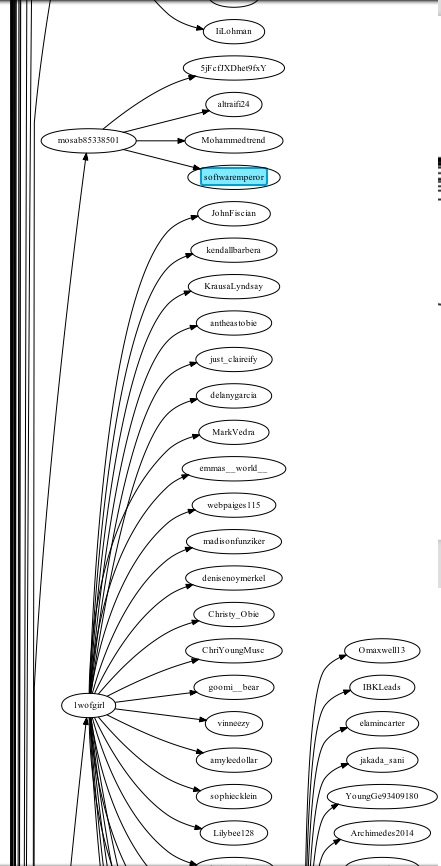 IiLohman
5jFcfJXDhet9fxY
altraifi24
mosab85338501
Mohammedtrend
softwaremperor
JohnFiscian
kendallbarbera
KrausaLyndsay
antheastobie
just_claireify
delanygarcia
MarkVedra
emmas__world__
webpaiges115
madisonfunziker
denisenoymerkel
Christy_Obie
ChriYoungMusc
Omaxwell13
goomi__bear
IBKLeads
1wofgirl
vinneezy
elamincarter
amyleedollar
jakada_sani
sophiecklein
YoungGe93409180
Lilybee128
Archimedes2014